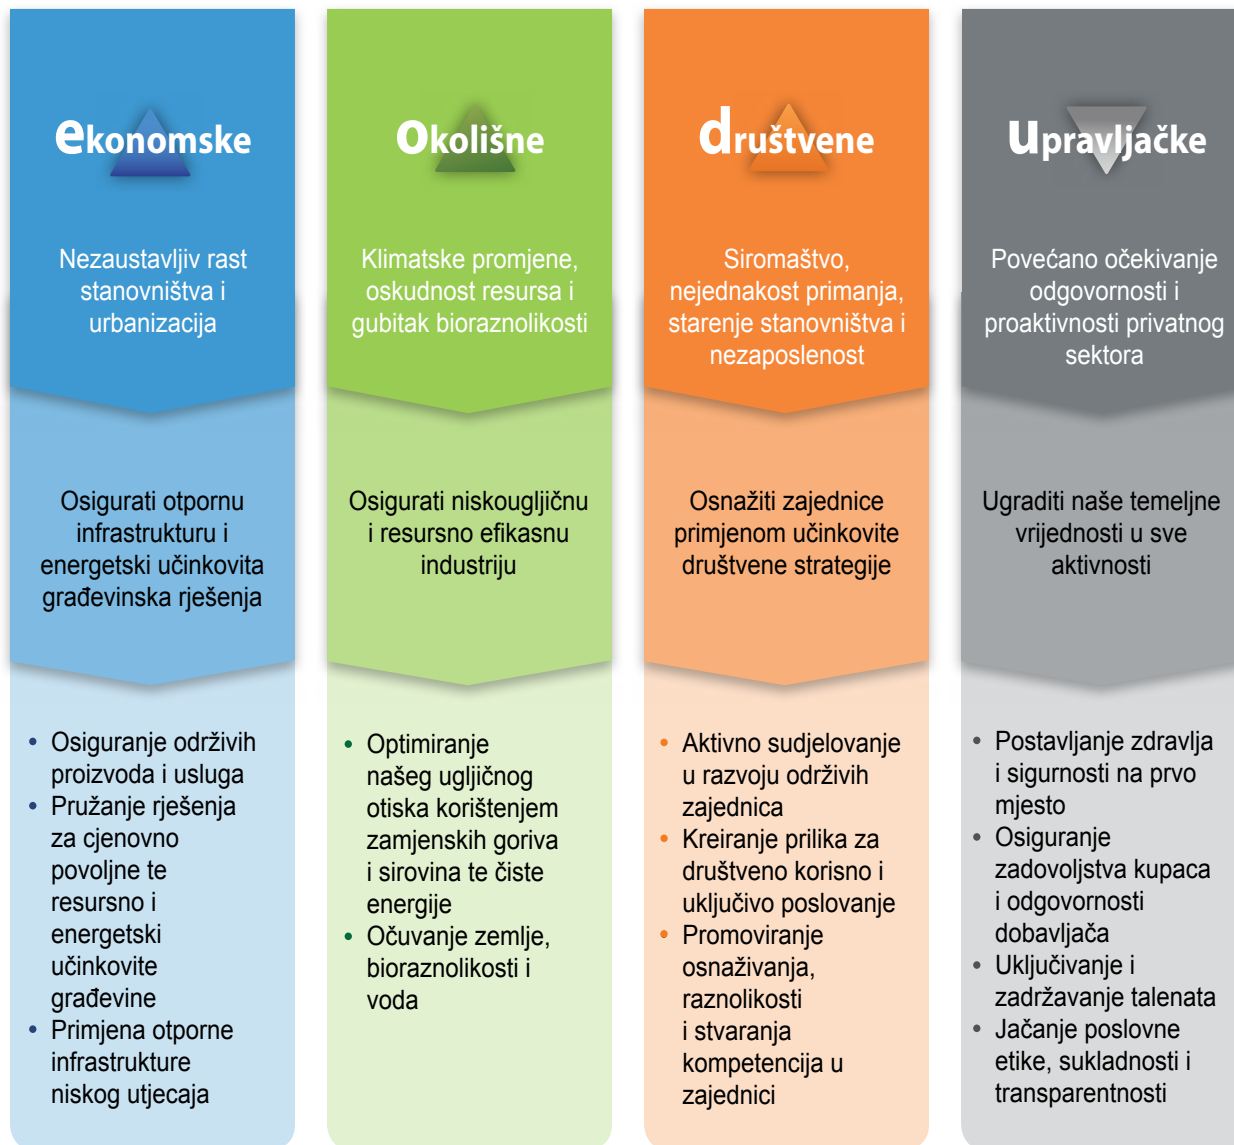 ekonomske
Nezaustavljiv rast
stanovništva i
urbanizacija
Osigurati otpornu
infrastrukturu i
energetski učinkovita
građevinska rješenja
• Osiguranje održivih
proizvoda i usluga
• Pružanje rješenja
za cjenovno
povoljne te
resursno i
energetski
učinkovite
građevine
• Primjena otporne
infrastrukture
niskog utjecaja
okolišne
Klimatske promjene,
oskudnost resursa i
gubitak bioraznolikosti
Osigurati niskougljičnu
i resursno efikasnu
industriju
• Optimiranje
našeg ugljičnog
otiska korištenjem
zamjenskih goriva
i sirovina te čiste
energije
• Očuvanje zemlje,
bioraznolikosti i
voda
društvene
Siromaštvo,
nejednakost primanja,
starenje stanovništva i
nezaposlenost
Osnažiti zajednice
primjenom učinkovite
društvene strategije
• Aktivno sudjelovanje
u razvoju održivih
zajednica
• Kreiranje prilika za
društveno korisno i
uključivo poslovanje
• Promoviranje
osnaživanja,
raznolikosti
i stvaranja
kompetencija u
zajednici
upravljačke
Povećano očekivanje
odgovornosti i
proaktivnosti privatnog
sektora
Ugraditi naše temeljne
vrijednosti u sve
aktivnosti
• Postavljanje zdravlja
i sigurnosti na prvo
mjesto
• Osiguranje
zadovoljstva kupaca
i odgovornosti
dobavljača
• Uključivanje i
zadržavanje talenata
• Jačanje poslovne
etike, sukladnosti i
transparentnosti